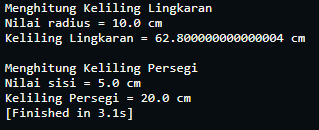 Menghitung Keliling Lingkaran
Nilai radius = 10.0 cm
Keliling Lingkaran = 62.800000000000004 cm

Menghitung Keliling Persegi
Nilai sisi = 5.0 cm
Keliling Persegi = 20.0 cm
[Finished in 3.1s]